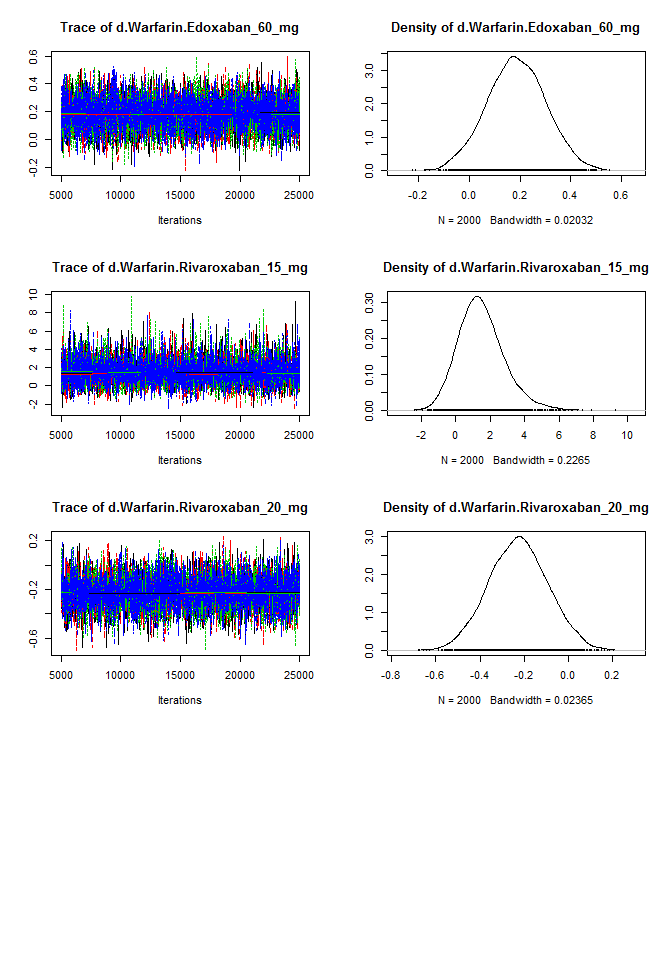 Trace of d.Warfarin.Edoxaban_60_mg
0.6
0.4
0.2
0.0
-0.2
5000 10000 15000 20000 25000
Iterations
Density of d.Warfarin.Edoxaban_60_mg
3.0
2.0
1.0
0.0
-0.2 0.0 0.2 0.4 0.6
N = 2000 Bandwidth = 0.02032
Trace of d.Warfarin.Rivaroxaban_15_mg
10
8
6
4
2
0
-2
5000 10000 15000 20000 25000
Iterations
Density of d.Warfarin.Rivaroxaban_15_mg
0.30
0.20
0.10
0.00
-2 0 2 4 6 8 10
N = 2000 Bandwidth = 0.2265
Trace of d.Warfarin.Rivaroxaban_20_mg
0.2
-0.2
-0.6
5000 10000 15000 20000 25000
Iterations
Density of d.Warfarin.Rivaroxaban_20_mg
3.0
2.0
1.0
0.0
-0.8 -0.6 -0.4 -0.2 0.0 0.2
N = 2000 Bandwidth = 0.02365